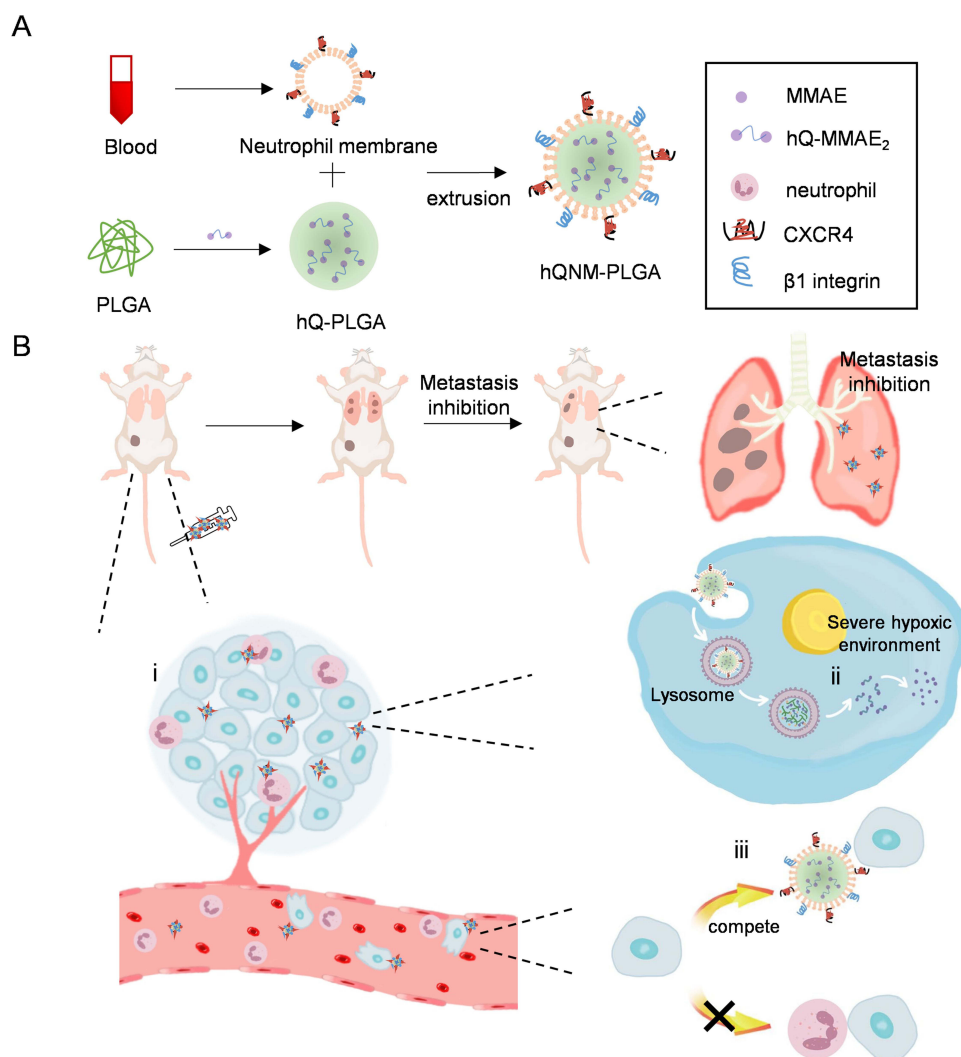 A
Blood
Neutrophil membrane
PLGA
hQ-PLGA
extrusion
hQNM-PLGA
MMAE
hQ-MMAE₂
neutrophil
CXCR4
β1 integrin
B
Metastasis
inhibition
Metastasis
inhibition
i
Severe hypoxic
environment
ii
Lysosome
iii
compete